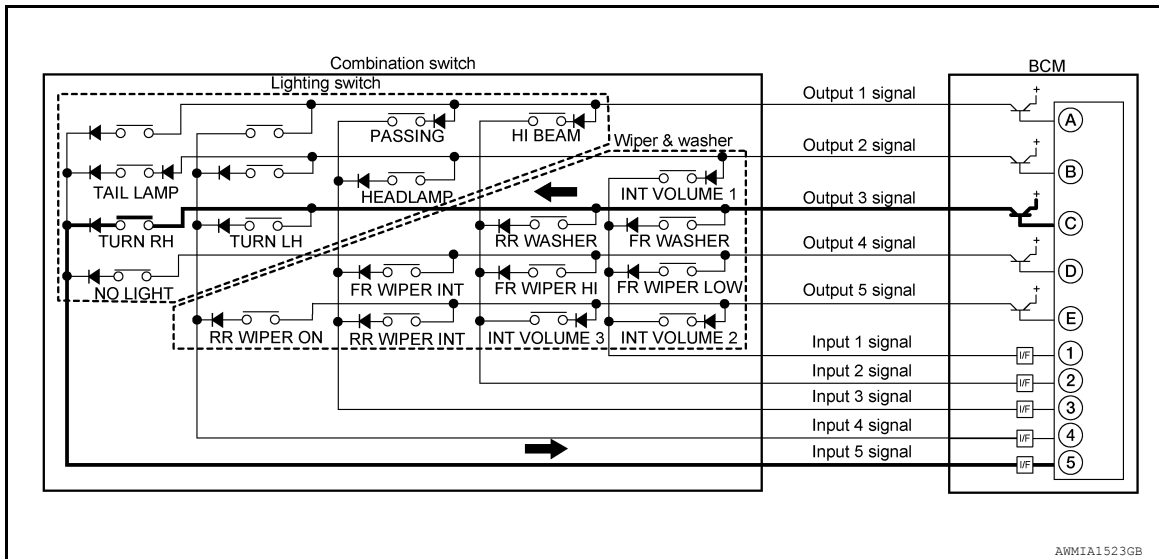 Combination switch
BCM
Lighting switch
Output 1 signal
A
PASSING
HI BEAM
Wiper & washer
Output 2 signal
B
TAIL LAMP
HEADLAMP
INT VOLUME 1
Output 3 signal
C
TURN RH
TURN LH
RR WASHER
FR WASHER
Output 4 signal
D
NO LIGHT
FR WIPER INT
FR WIPER HI
FR WIPER LOW
Output 5 signal
E
RR WIPER ON
RR WIPER INT
INT VOLUME 3
INT VOLUME 2
Input 1 signal
I/F
1
Input 2 signal
I/F
2
Input 3 signal
I/F
3
Input 4 signal
I/F
4
Input 5 signal
I/F
5
AWMIA1523GB